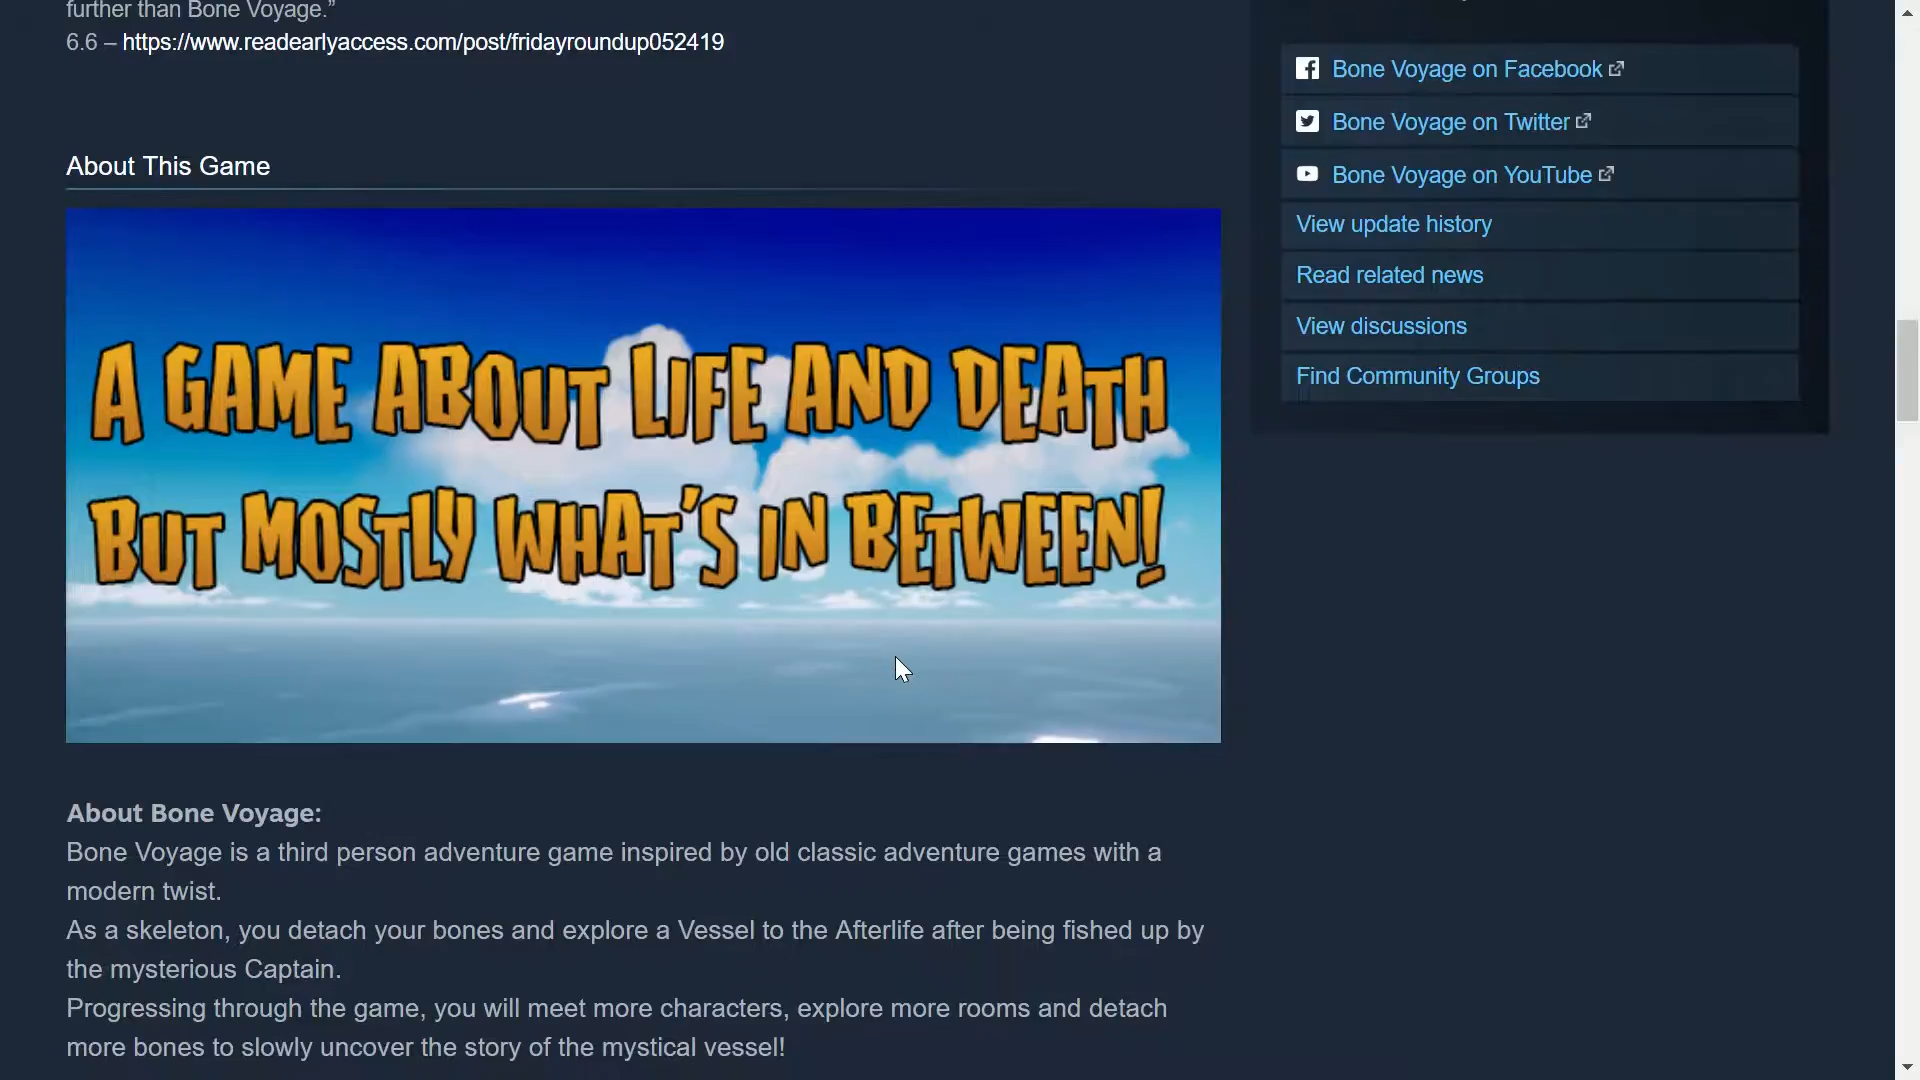 further than Bone Voyage.”
6.6 – https://www.readearlyaccess.com/post/fridayroundup052419
About This Game
A GAME ABOUT LIFE AND DEATH
BUT MOSTLY WHAT'S IN BETWEEN!
About Bone Voyage:
Bone Voyage is a third person adventure game inspired by old classic adventure games with a
modern twist.
As a skeleton, you detach your bones and explore a Vessel to the Afterlife after being fished up by
the mysterious Captain.
Progressing through the game, you will meet more characters, explore more rooms and detach
more bones to slowly uncover the story of the mystical vessel!
Bone Voyage on Facebook
Bone Voyage on Twitter
Bone Voyage on YouTube
View update history
Read related news
View discussions
Find Community Groups